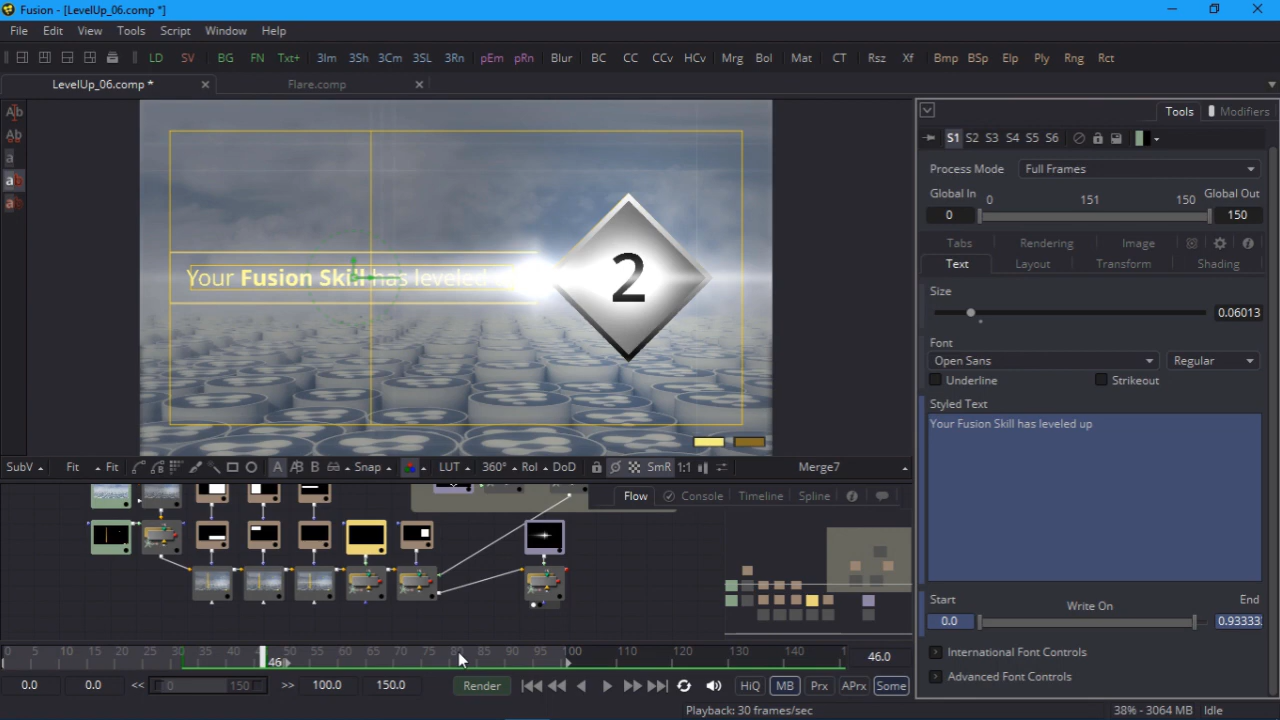 Fusion - [LevelUp_06.comp *]
File Edit View Tools Script Window Help
LD SV BG FN Txt+ 3Im 3Sh 3Cm 3SL 3Rn pEm pRn Blur BC CC CCv HCv Mrg Bol Mat CT Rsz Xf Bmp BSp Elp Ply Rng Rct
LevelUp_06.comp * Flare.comp
Ab
Ab
a
ab
ab
Your Fusion Skill has leveled
2
SubV Fit Fit A B Snap LUT 360° RoI DoD SmR 1:1 Merge7
Flow Console Timeline Spline
0 5 10 15 20 25 30 35 40 46 50 55 60 65 70 75 80 85 90 95 100 110 120 130 140 46.0
0.0 0.0 << 0 150 >> 100.0 150.0 Render HiQ MB Prx APrx Some
Playback: 30 frames/sec 38% - 3064 MB Idle
Tools Modifiers
S1 S2 S3 S4 S5 S6
Process Mode Full Frames
Global In 0 151 150 Global Out
0 150
Tabs Rendering Image
Text Layout Transform Shading
Size
0.06013
Font
Open Sans Regular
Underline Strikeout
Styled Text
Your Fusion Skill has leveled up
Start Write On End
0.0 0.93333
International Font Controls
Advanced Font Controls